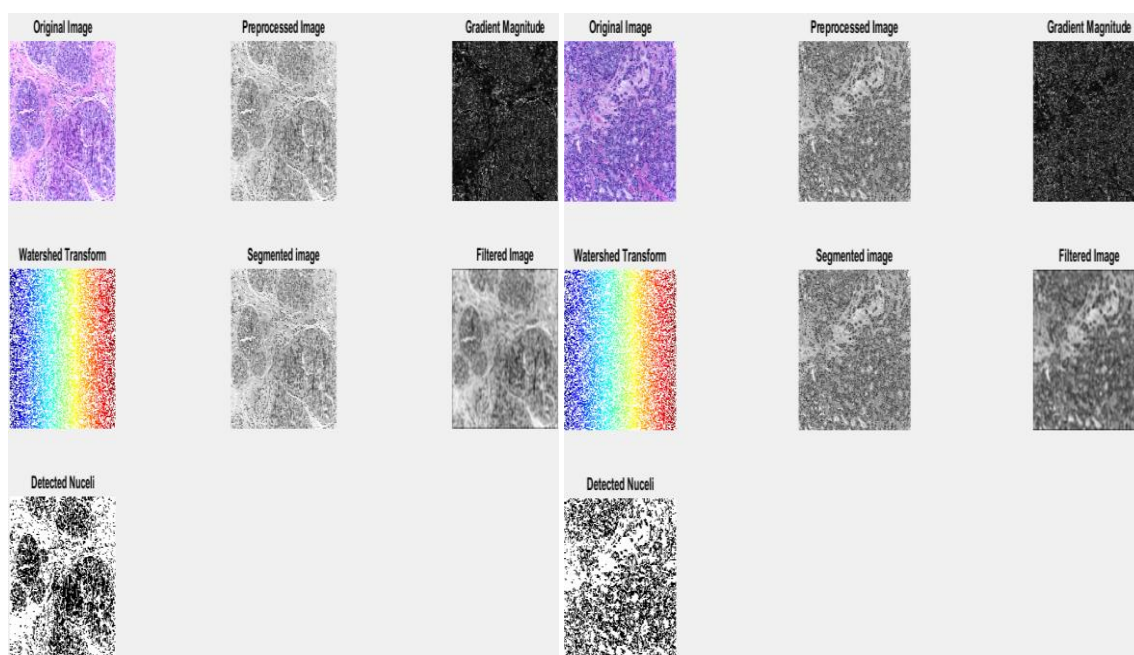 Original Image Preprocessed Image Gradient Magnitude Original Image Preprocessed Image Gradient Magnitude
Watershed Transform Segmented image Filtered Image Watershed Transform Segmented image Filtered Image
Detected Nuceli Detected Nuceli